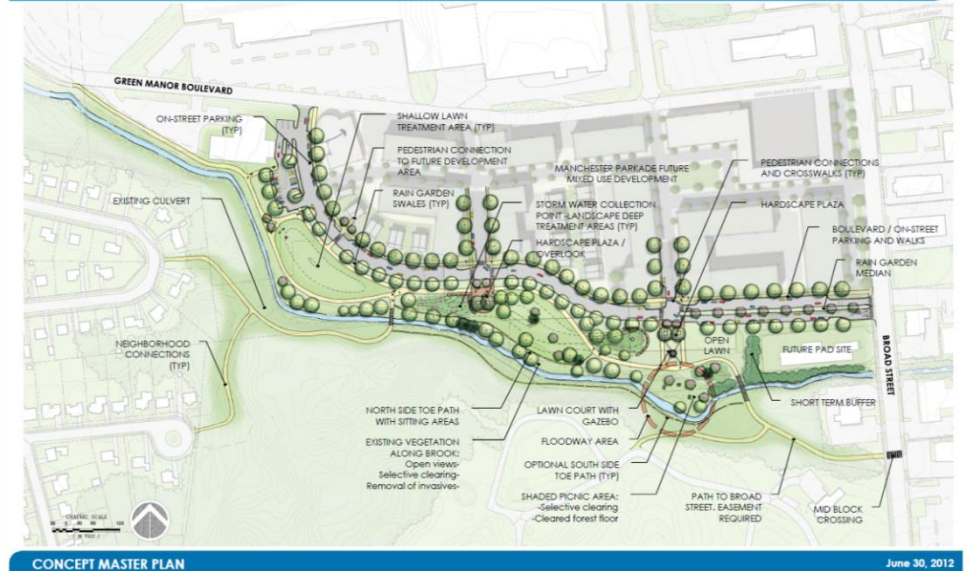 LITTLE STREET
GREEN MANOR BOULEVARD
GREEN MANOR BOULEVARD
ON-STREET PARKING
(TYP)
SHALLOW LAWN
TREATMENT AREA (TYP)
PEDESTRIAN CONNECTION
TO FUTURE DEVELOPMENT
AREA
MANCHESTER PARKADE FUTURE
MIXED USE DEVELOPMENT
PEDESTRIAN CONNECTIONS
AND CROSSWALKS (TYP)
EXISTING CULVERT
RAIN GARDEN
SWALES (TYP)
STORM WATER COLLECTION
POINT -LANDSCAPE DEEP
TREATMENT AREAS (TYP)
HARDSCAPE PLAZA
HARDSCAPE PLAZA /
OVERLOOK
BOULEVARD / ON-STREET
PARKING AND WALKS
RAIN GARDEN
MEDIAN
NEIGHBORHOOD
CONNECTIONS
(TYP)
OPEN
LAWN
FUTURE PAD SITE
BROAD STREET
NORTH SIDE TOE PATH
WITH SITTING AREAS
LAWN COURT WITH
GAZEBO
SHORT TERM BUFFER
EXISTING VEGETATION
ALONG BROOK:
Open views-
Selective clearing-
Removal of invasives-
FLOODWAY AREA
OPTIONAL SOUTH SIDE
TOE PATH (TYP)
SHADED PICNIC AREA:
-Selective clearing
-Cleared forest floor
PATH TO BROAD
STREET. EASEMENT
REQUIRED
MID BLOCK
CROSSING
GRAPHIC SCALE
CONCEPT MASTER PLAN
June 30, 2012